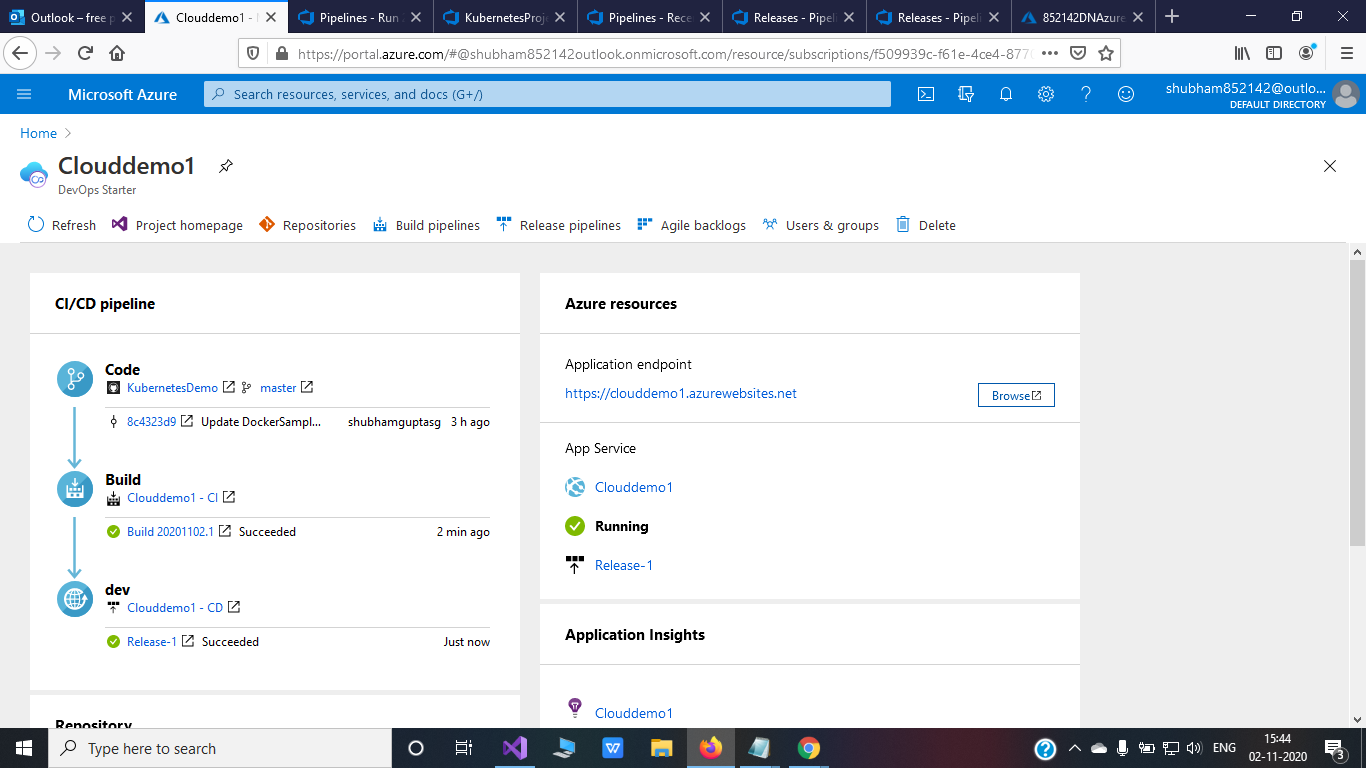 Outlook – free p
Clouddemo1 - M
Pipelines - Run 2
KubernetesProje
Pipelines - Rece
Releases - Pipeli
Releases - Pipeli
852142DNAzure
https://portal.azure.com/#@shubham852142outlook.onmicrosoft.com/resource/subscriptions/f509939c-f61e-4ce4-877
Microsoft Azure
Search resources, services, and docs (G+/)
shubham852142@outlo...
DEFAULT DIRECTORY
Home
Clouddemo1
DevOps Starter
Refresh
Project homepage
Repositories
Build pipelines
Release pipelines
Agile backlogs
Users & groups
Delete
CI/CD pipeline
Code
KubernetesDemo master
8c4323d9 Update DockerSampl... shubhamguptasg 3 h ago
Build
Clouddemo1 - CI
Build 20201102.1 Succeeded 2 min ago
dev
Clouddemo1 - CD
Release-1 Succeeded Just now
Repository
Azure resources
Application endpoint
https://clouddemo1.azurewebsites.net
Browse
App Service
Clouddemo1
Running
Release-1
Application Insights
Clouddemo1
Type here to search
ENG
15:44
02-11-2020
3